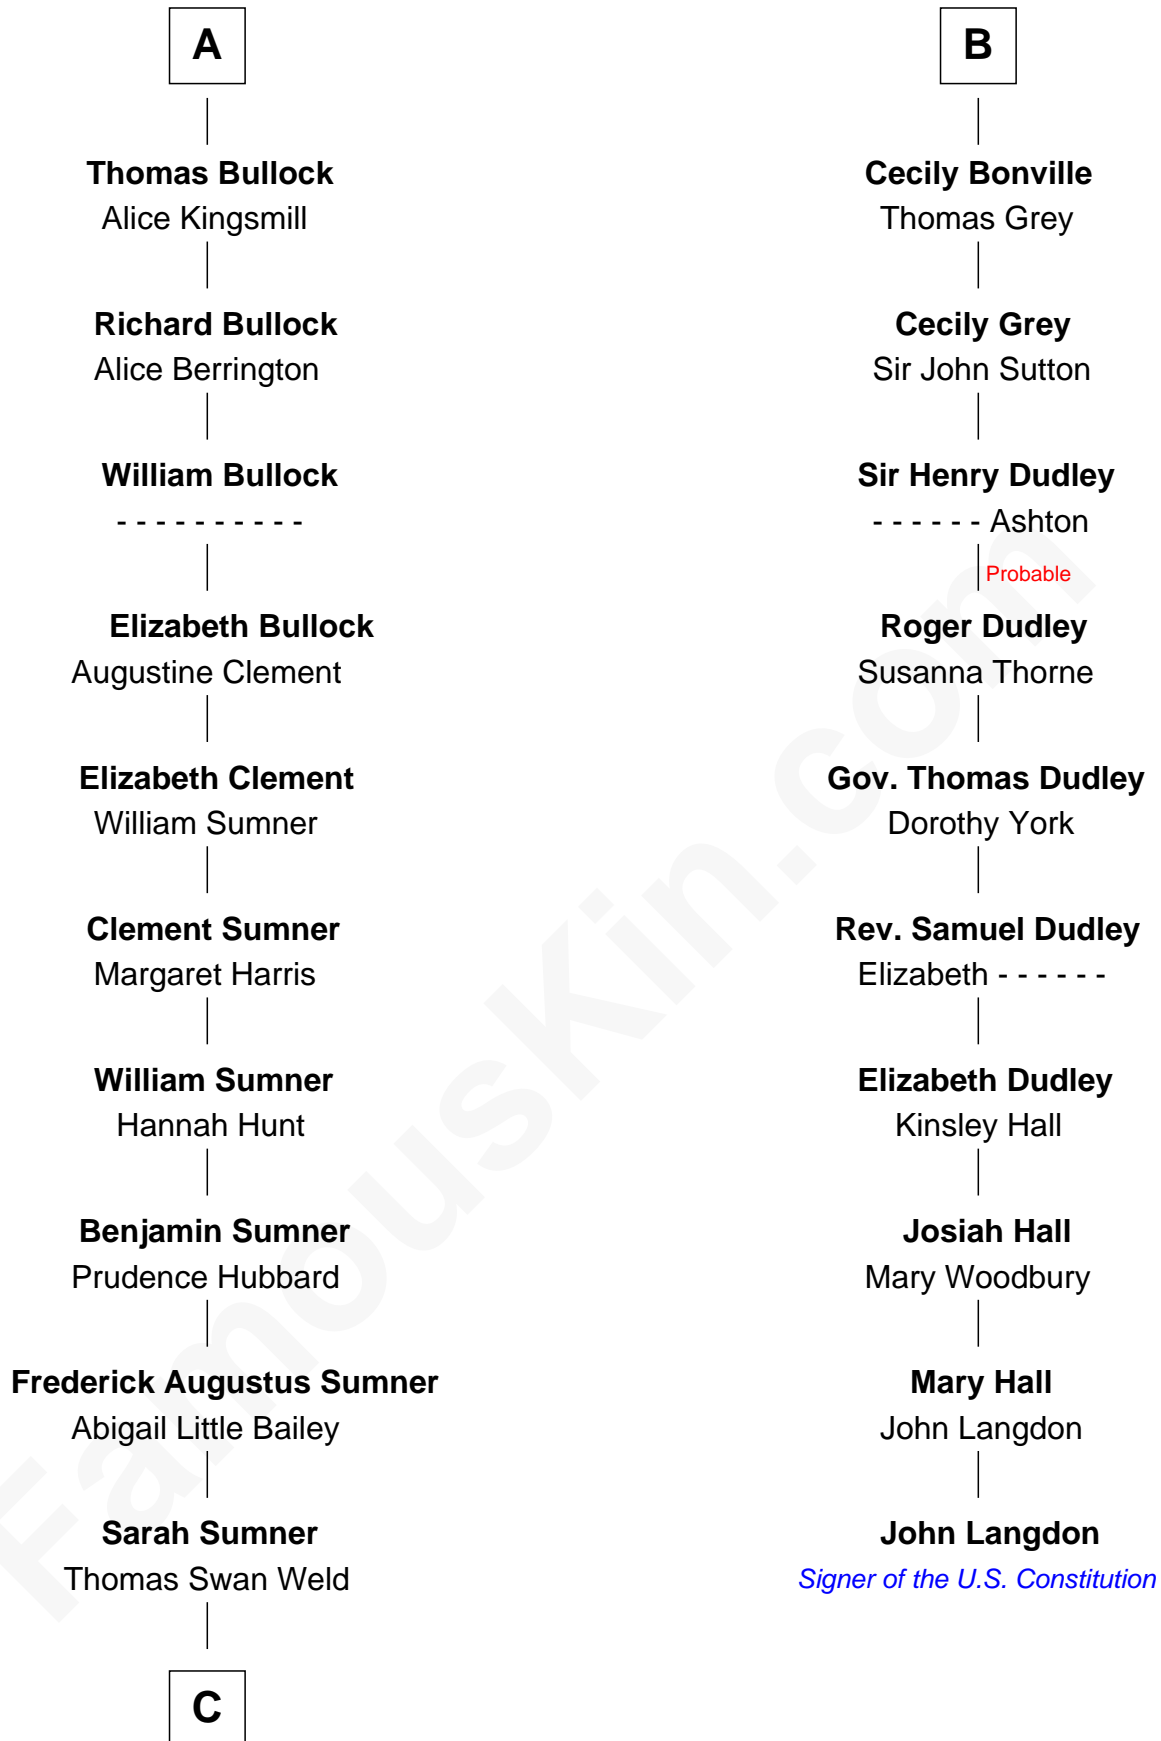 A
Thomas Bullock
Alice Kingsmill
Richard Bullock
Alice Berrington
William Bullock
- - - - - - - - - -
Elizabeth Bullock
Augustine Clement
Elizabeth Clement
William Sumner
Clement Sumner
Margaret Harris
William Sumner
Hannah Hunt
Benjamin Sumner
Prudence Hubbard
Frederick Augustus Sumner
Abigail Little Bailey
Sarah Sumner
Thomas Swan Weld
C
B
Cecily Bonville
Thomas Grey
Cecily Grey
Sir John Sutton
Sir Henry Dudley
- - - - - - Ashton
Probable
Roger Dudley
Susanna Thorne
Gov. Thomas Dudley
Dorothy York
Rev. Samuel Dudley
Elizabeth - - - - - -
Elizabeth Dudley
Kinsley Hall
Josiah Hall
Mary Woodbury
Mary Hall
John Langdon
John Langdon
Signer of the U.S. Constitution
FamousKin.com